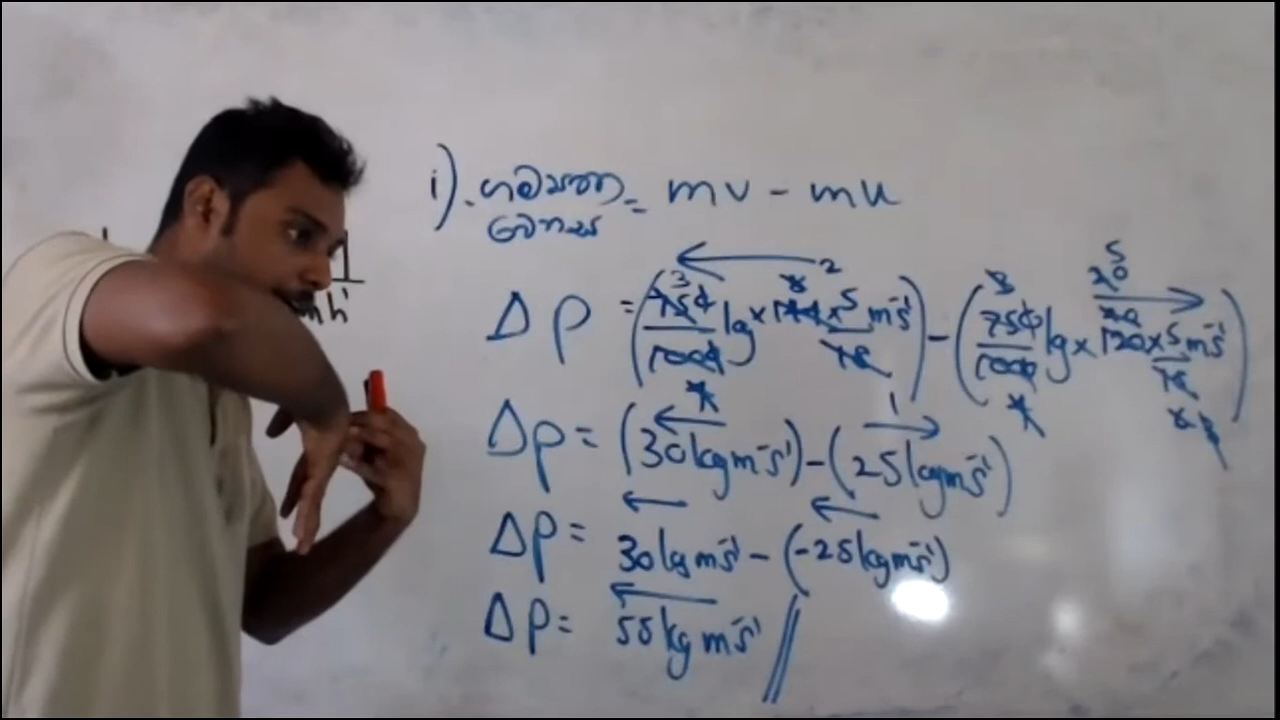 i). ගම්‍යතා = mv - mu
වෙනස
Δp = (750/1000 kg × 144 × 5/18 ms⁻¹) - (750/1000 kg × 120 × 5/18 ms⁻¹)
Δp = (30 kgms⁻¹) - (25 kgms⁻¹)
Δp = 30 kgms⁻¹ - (-25 kgms⁻¹)
Δp = 55 kgms⁻¹